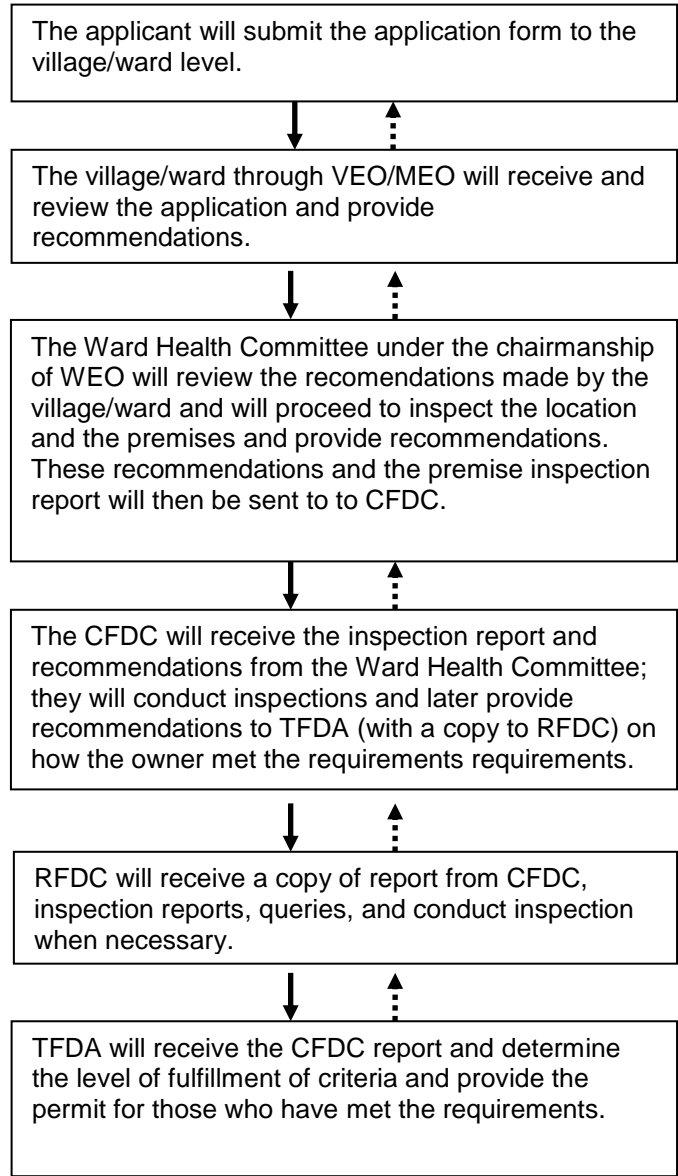 The applicant will submit the application form to the
village/ward level.
The village/ward through VEO/MEO will receive and
review the application and provide
recommendations.
The Ward Health Committee under the chairmanship
of WEO will review the recomendations made by the
village/ward and will proceed to inspect the location
and the premises and provide recommendations.
These recommendations and the premise inspection
report will then be sent to to CFDC.
The CFDC will receive the inspection report and
recommendations from the Ward Health Committee;
they will conduct inspections and later provide
recommendations to TFDA (with a copy to RFDC) on
how the owner met the requirements requirements.
RFDC will receive a copy of report from CFDC,
inspection reports, queries, and conduct inspection
when necessary.
TFDA will receive the CFDC report and determine
the level of fulfillment of criteria and provide the
permit for those who have met the requirements.